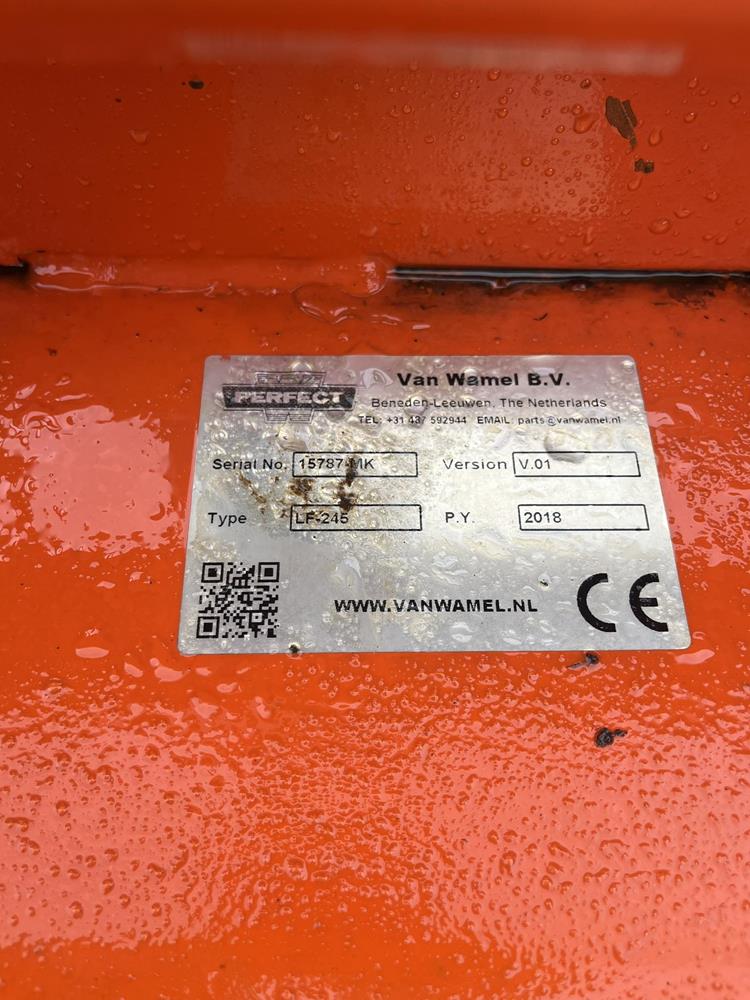 PERFECT
Van Wamel B.V.
Beneden-Leeuwen, The Netherlands
TEL: +31 487 592944 EMAIL: parts@vanwamel.nl
Serial No. 15787-MK Version V.01
Type LF-245 P.Y. 2018
WWW.VANWAMEL.NL CE